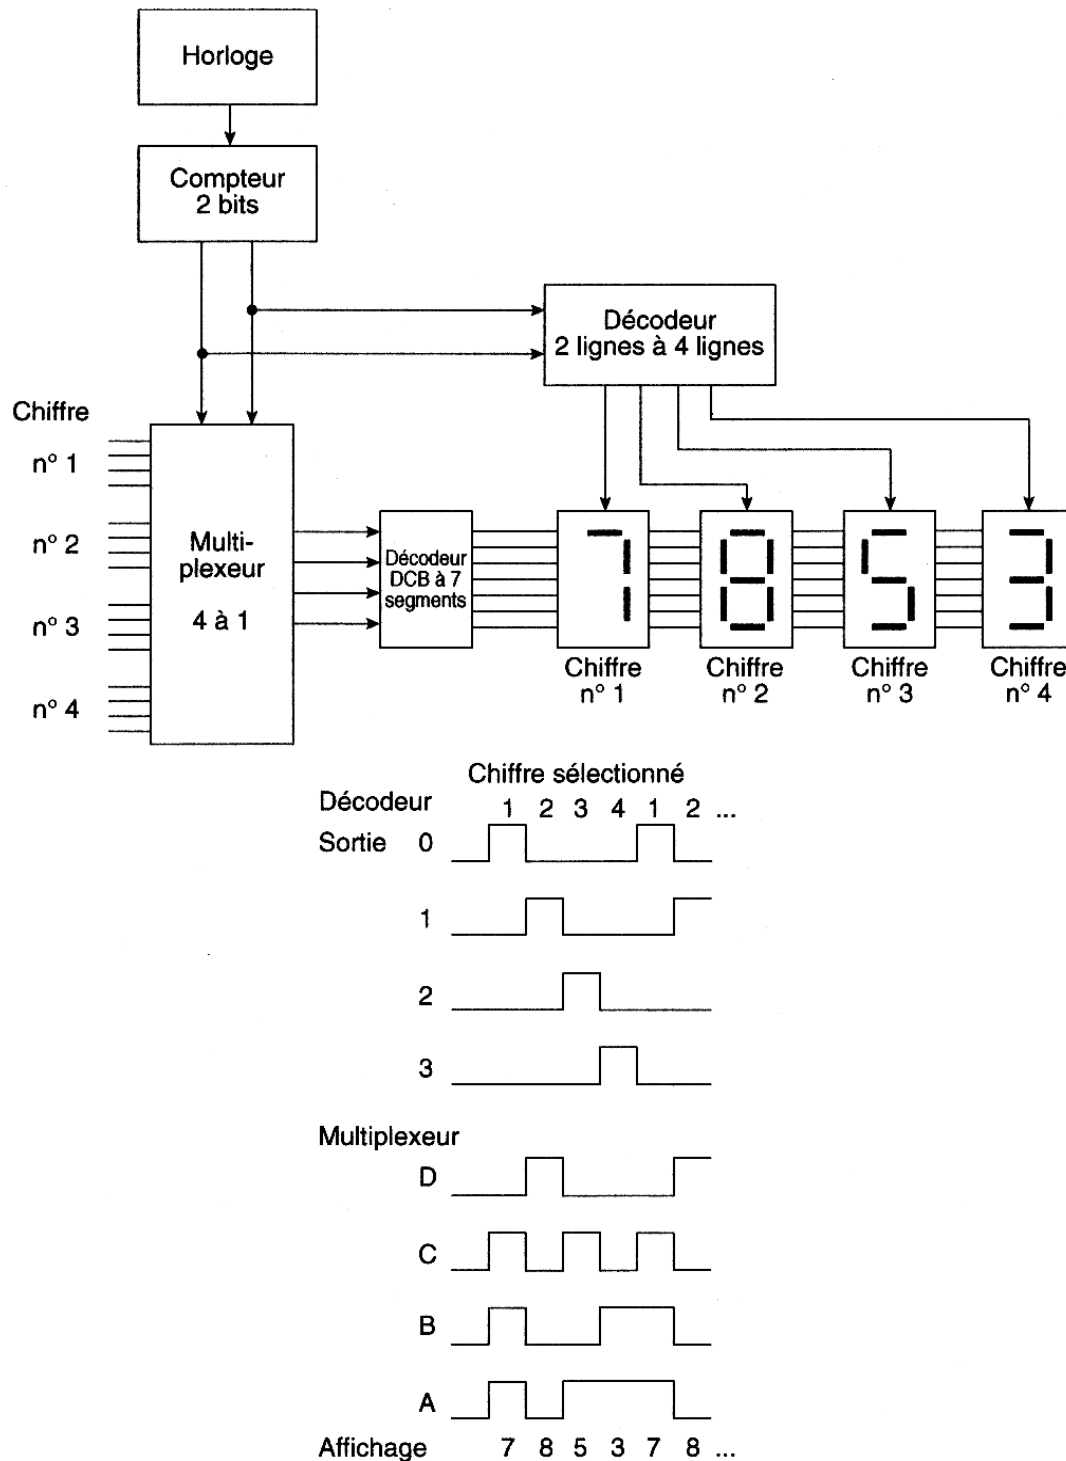 Horloge
Compteur
2 bits
Décodeur
2 lignes à 4 lignes
Chiffre
n° 1
n° 2
n° 3
n° 4
Multi-
plexeur
4 à 1
Décodeur
DCB à 7
segments
Chiffre
n° 1
Chiffre
n° 2
Chiffre
n° 3
Chiffre
n° 4
Chiffre sélectionné
Décodeur 1 2 3 4 1 2 ...
Sortie 0
1
2
3
Multiplexeur
D
C
B
A
Affichage 7 8 5 3 7 8 ...